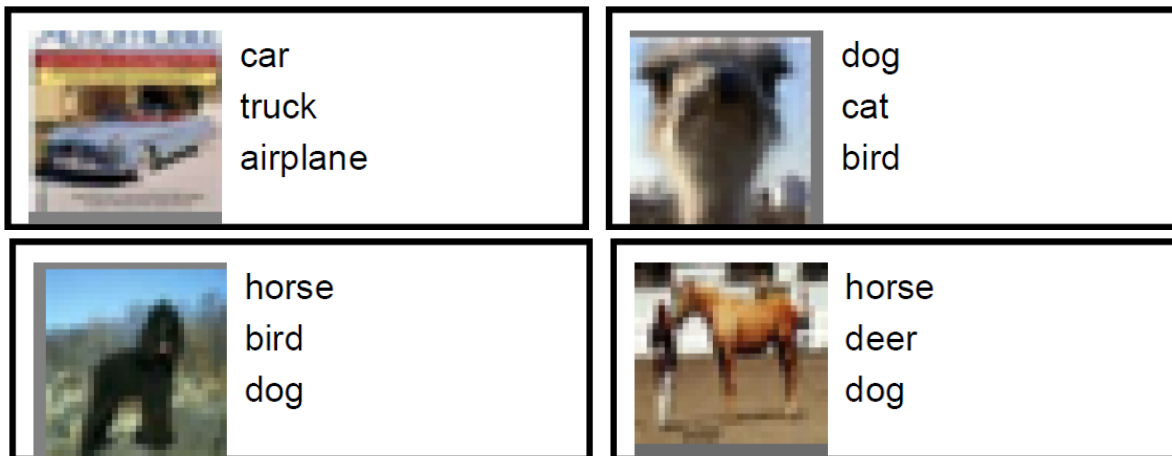 car
truck
airplane
dog
cat
bird
horse
bird
dog
horse
deer
dog